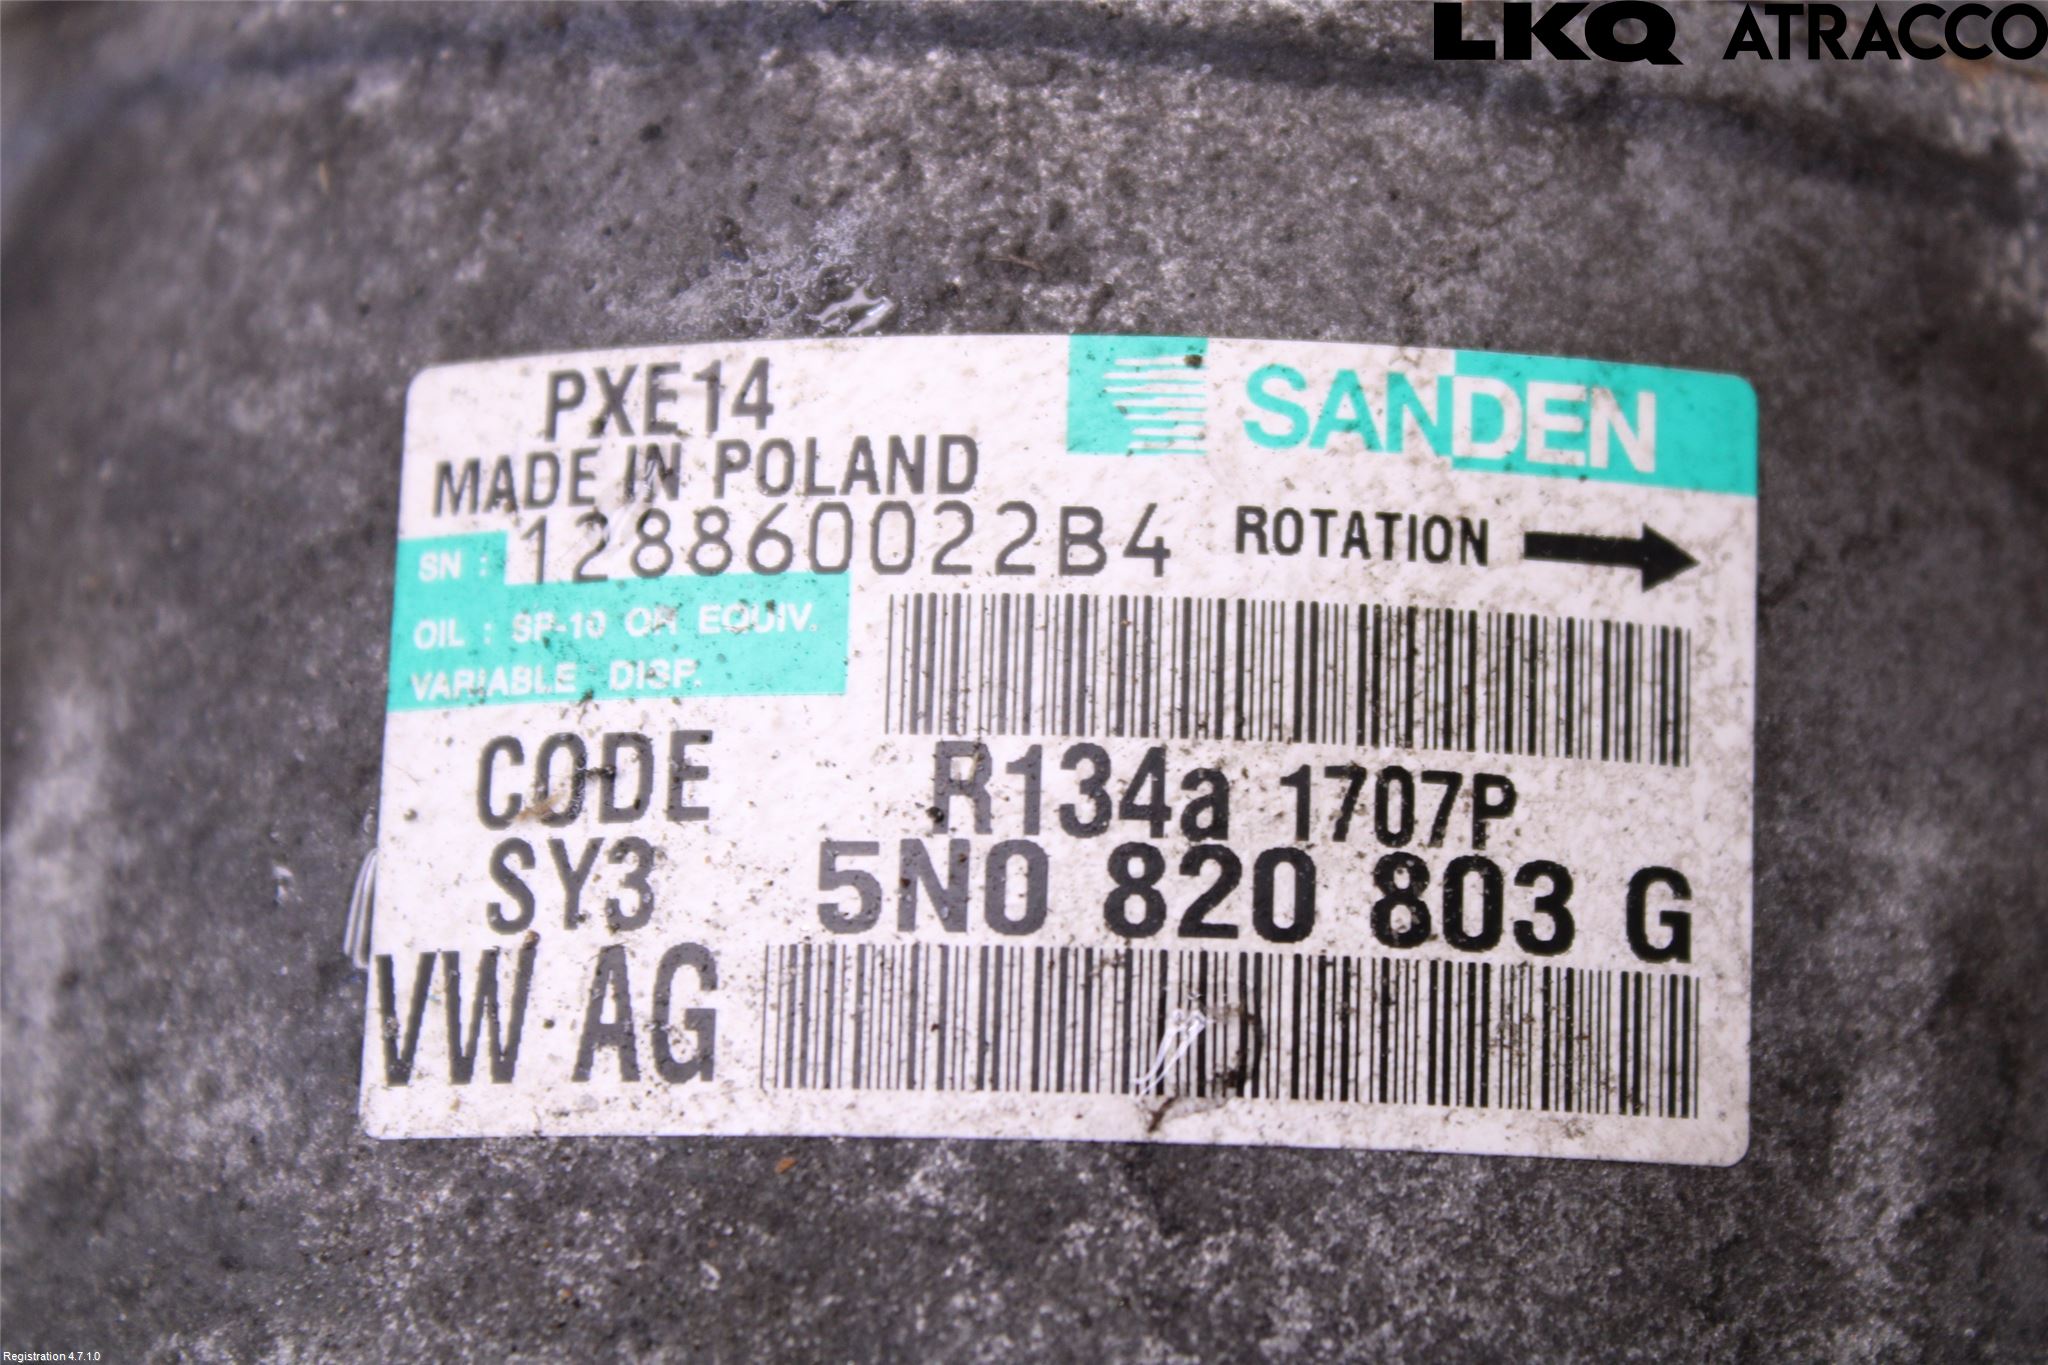 LKQ ATRACCO
PXE14
SANDEN
MADE IN POLAND
SN : 128860022B4
ROTATION
OIL : SP-10 OR EQUIV.
VARIABLE DISP.
CODE R134a 1707P
SY3 5N0 820 803 G
VW AG
Registration 4.7.1.0